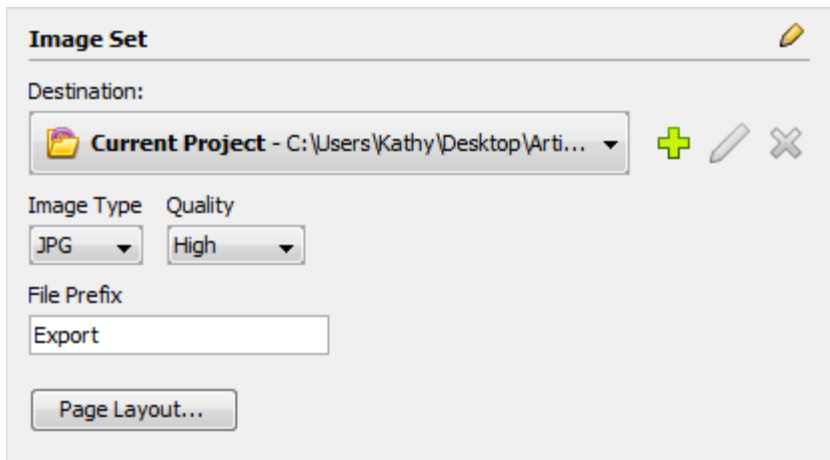 Image Set
Destination:
Current Project - C:\Users\Kathy\Desktop\Arti...
Image Type Quality
JPG High
File Prefix
Export
Page Layout...